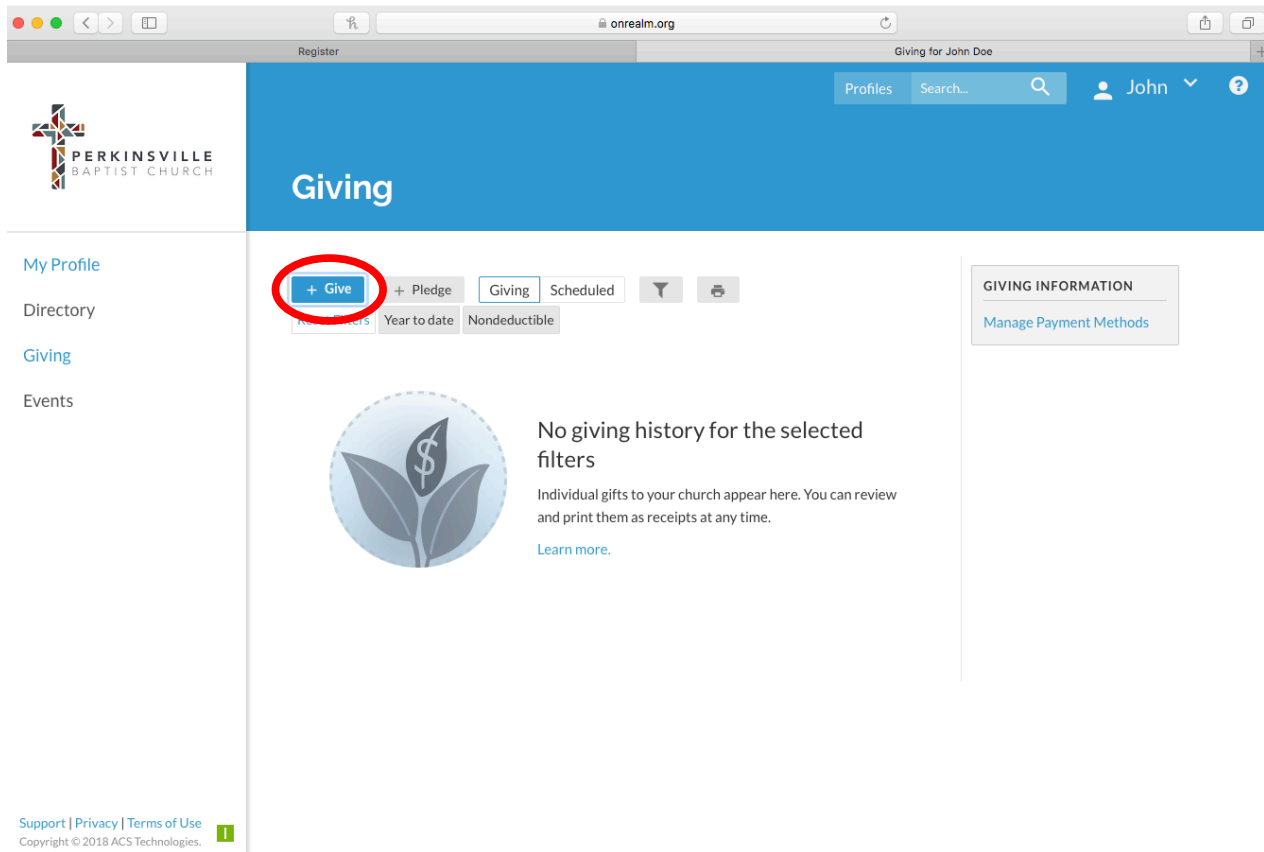 onrealm.org
Register
Giving for John Doe
PERKINSVILLE
BAPTIST CHURCH
Profiles
Search...
John
?
Giving
My Profile
Directory
Giving
Events
+ Give
+ Pledge
Giving
Scheduled
Reset Filters
Year to date
Nondeductible
GIVING INFORMATION
Manage Payment Methods
$
No giving history for the selected
filters
Individual gifts to your church appear here. You can review
and print them as receipts at any time.
Learn more.
Support | Privacy | Terms of Use
Copyright © 2018 ACS Technologies.